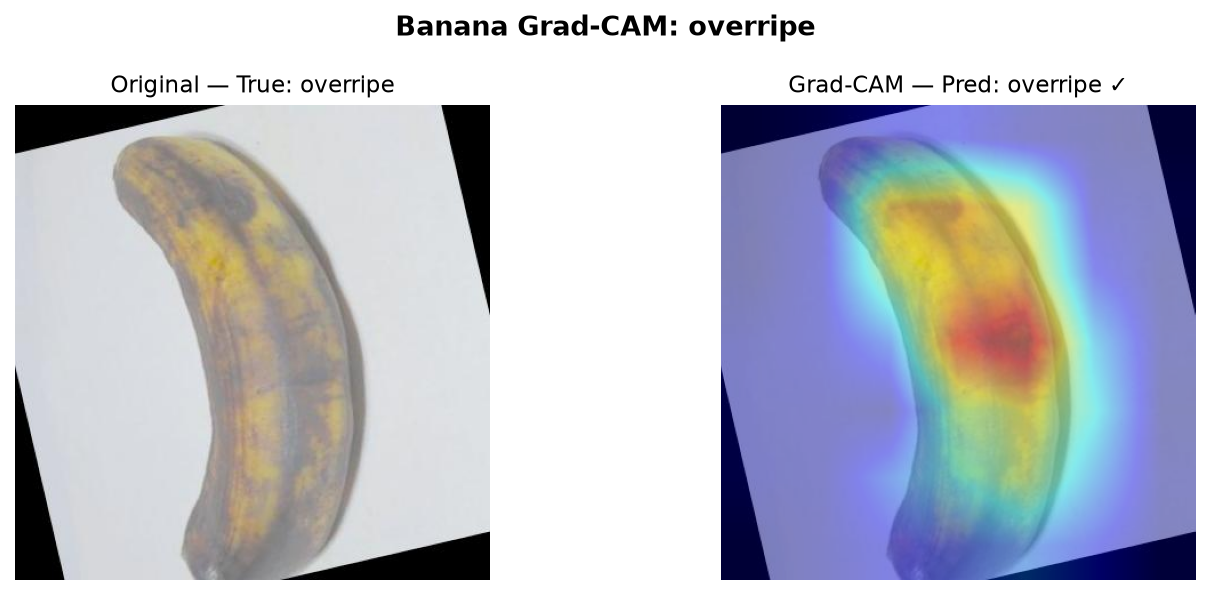 Banana Grad-CAM: overripe
Original — True: overripe
Grad-CAM — Pred: overripe ✓